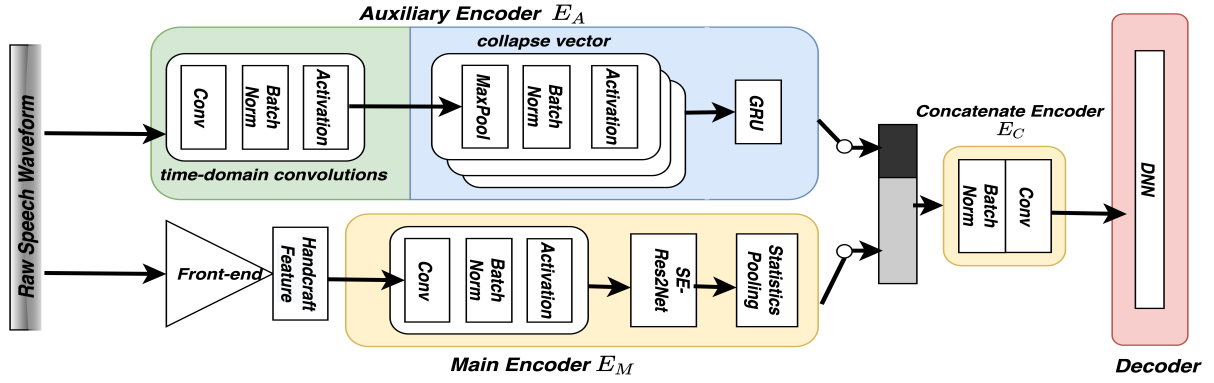 Auxiliary Encoder E_A
collapse vector
Raw Speech Waveform
Conv
Batch
Norm
Activation
time-domain convolutions
MaxPool
Batch
Norm
Activation
GRU
Front-end
Handcraft
Feature
Conv
Batch
Norm
Activation
SE-
Res2Net
Statistics
Pooling
Main Encoder E_M
Concatenate Encoder
E_C
Batch
Norm
Conv
DNN
Decoder